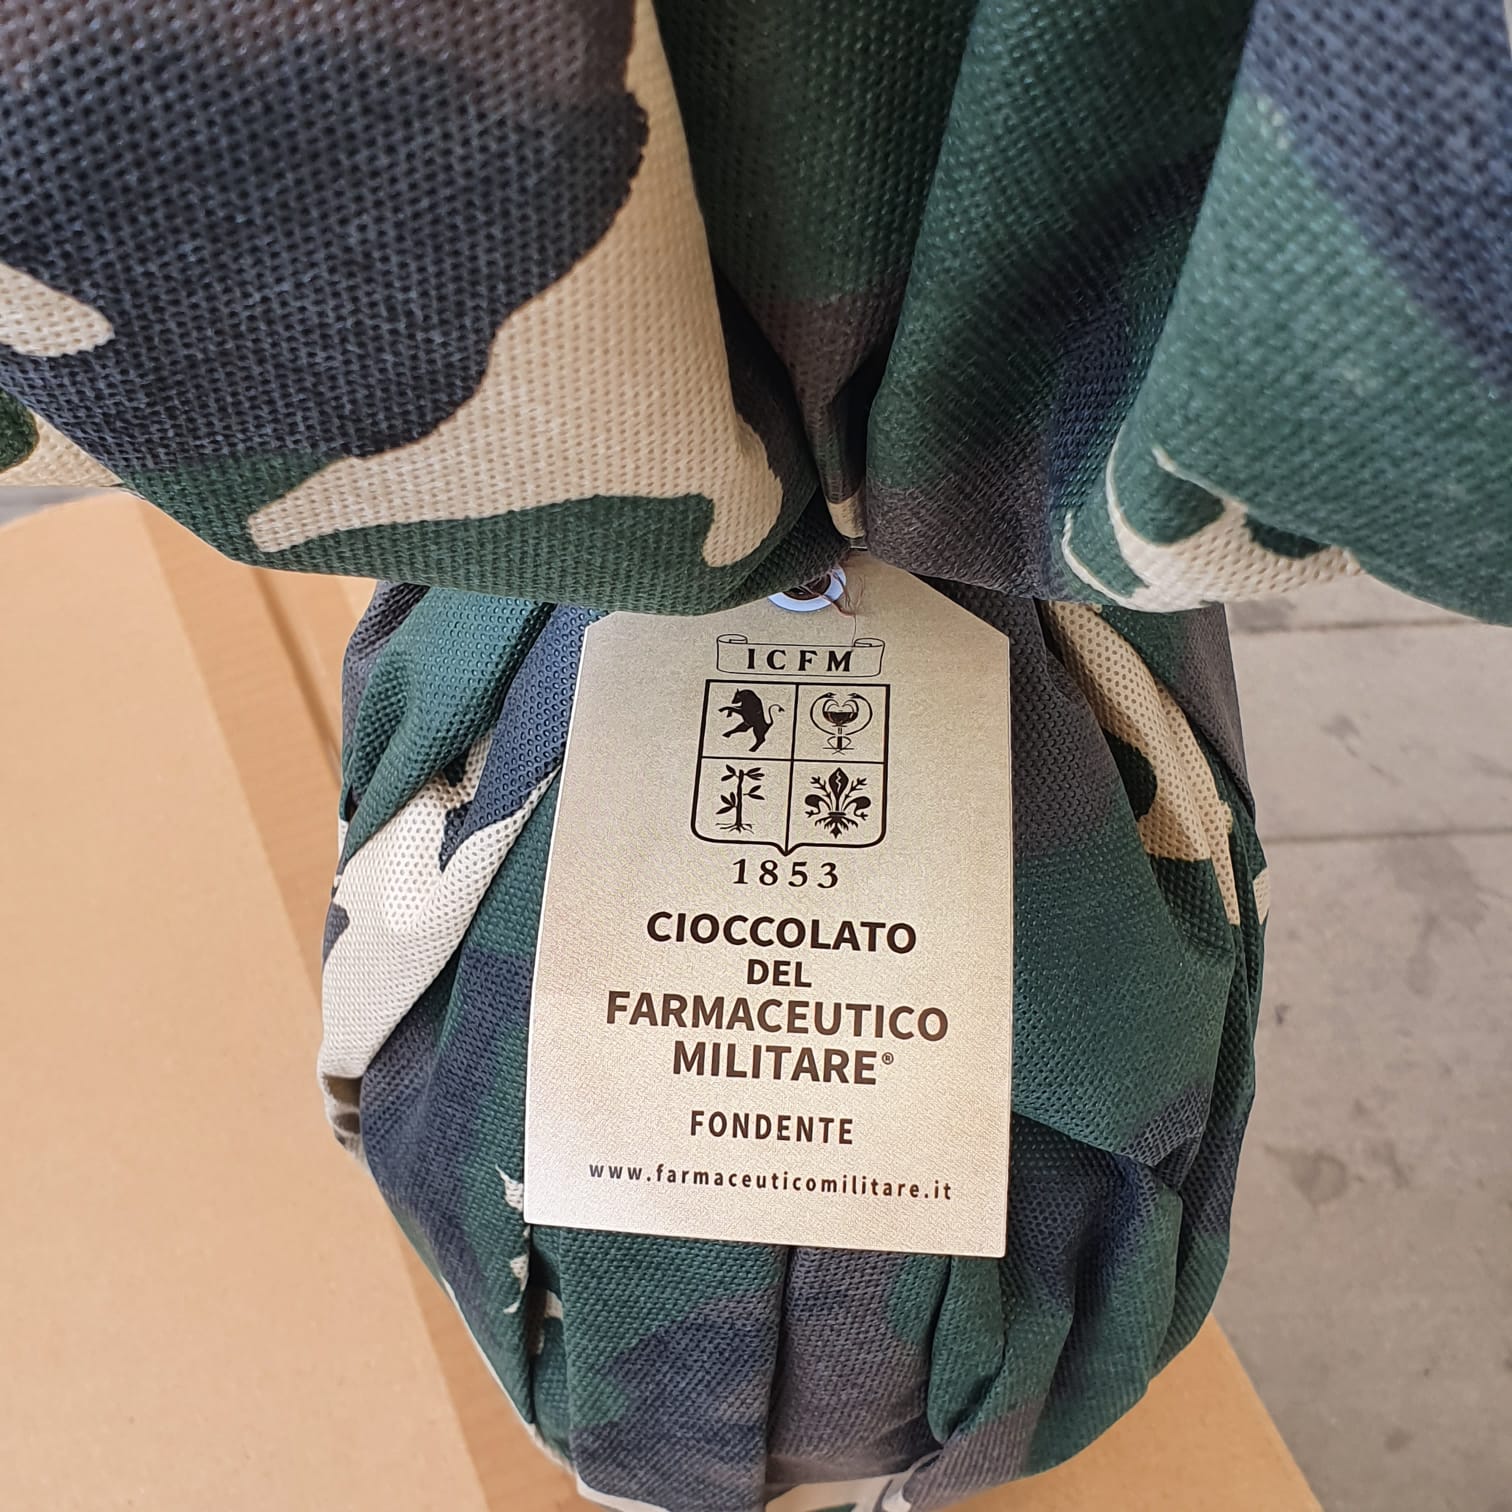 ICFM
1853
CIOCCOLATO
DEL
FARMACEUTICO
MILITARE®
FONDENTE
www.farmaceuticomilitare.it